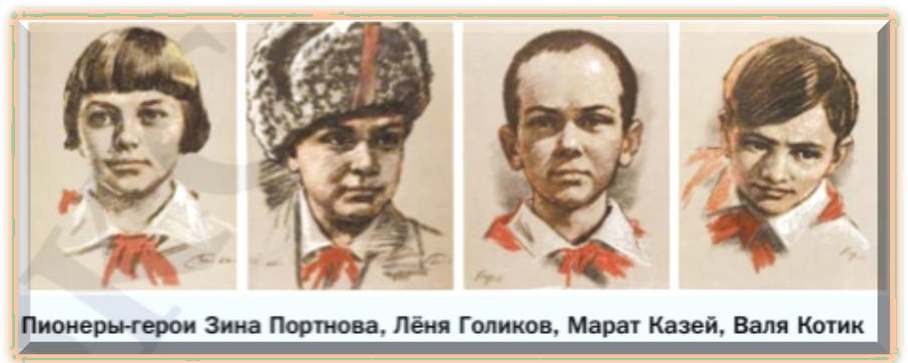 Пионеры-герои Зина Портнова, Лёня Голиков, Марат Казей, Валя Котик